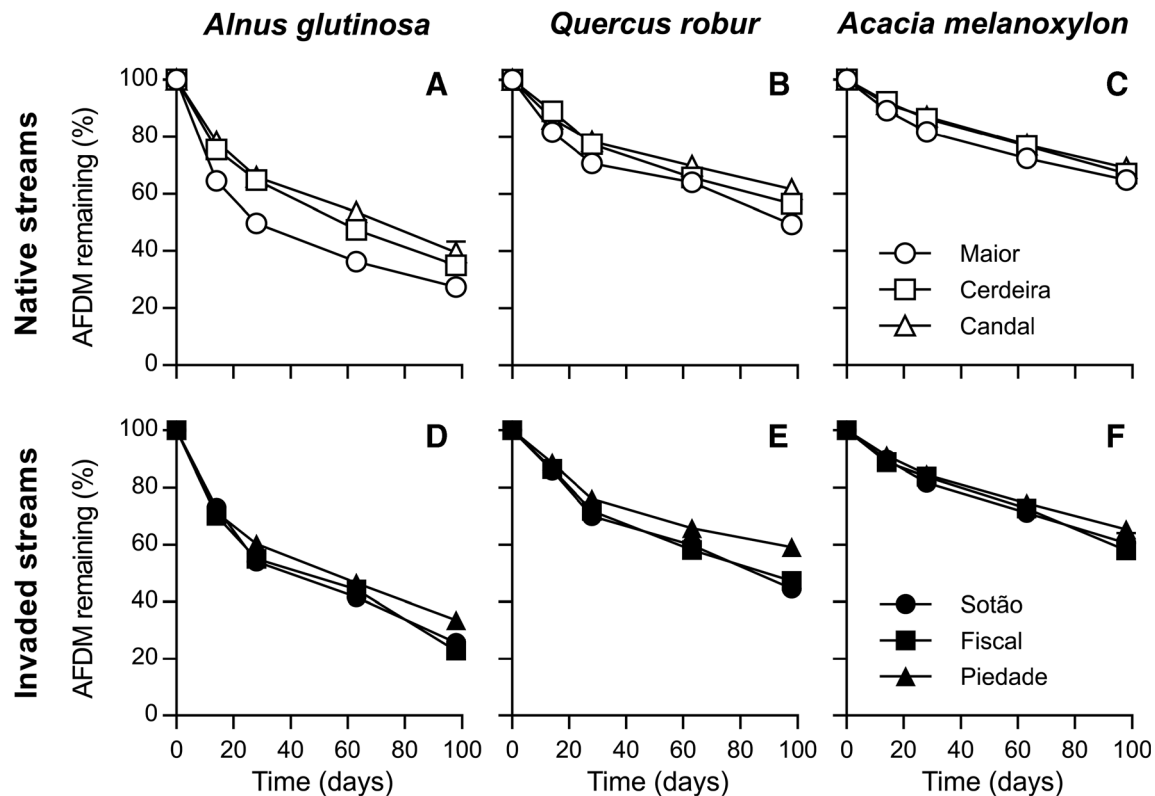 Alnus glutinosa
Quercus robur
Acacia melanoxylon
Native streams
AFDM remaining (%)
100
80
60
40
20
0
A
B
C
Maior
Cerdeira
Candal
Invaded streams
AFDM remaining (%)
100
80
60
40
20
0
D
E
F
Sotão
Fiscal
Piedade
0 20 40 60 80 100
0 20 40 60 80 100
0 20 40 60 80 100
Time (days)
Time (days)
Time (days)